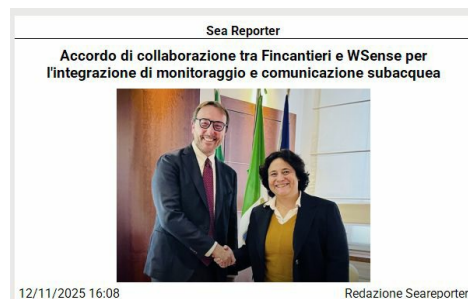 Sea Reporter
Accordo di collaborazione tra Fincantieri e WSense per
l'integrazione di monitoraggio e comunicazione subacquea
12/11/2025 16:08
Redazione Seareporter